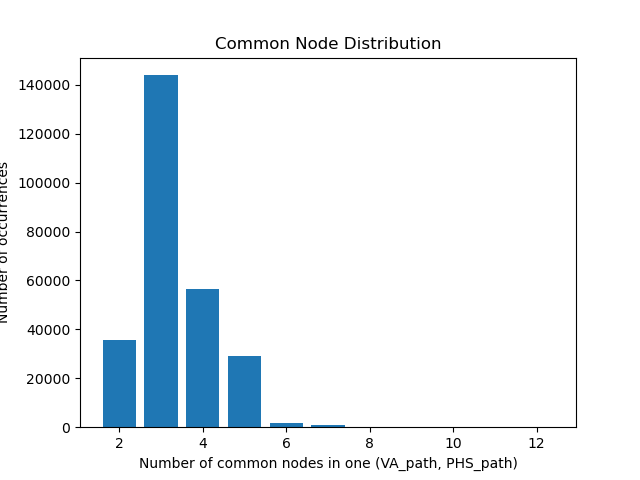 Common Node Distribution
140000
120000
100000
80000
60000
40000
20000
0
Number of occurrences
2 4 6 8 10 12
Number of common nodes in one (VA_path, PHS_path)